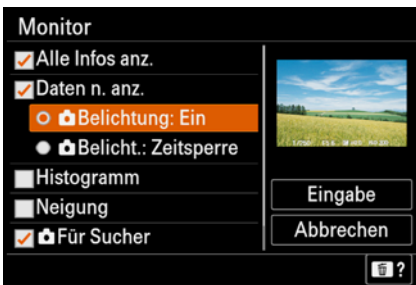 Monitor
Alle Infos anz.
Daten n. anz.
Belichtung: Ein
Belicht.: Zeitsperre
Histogramm
Neigung
Für Sucher
Eingabe
Abbrechen
?